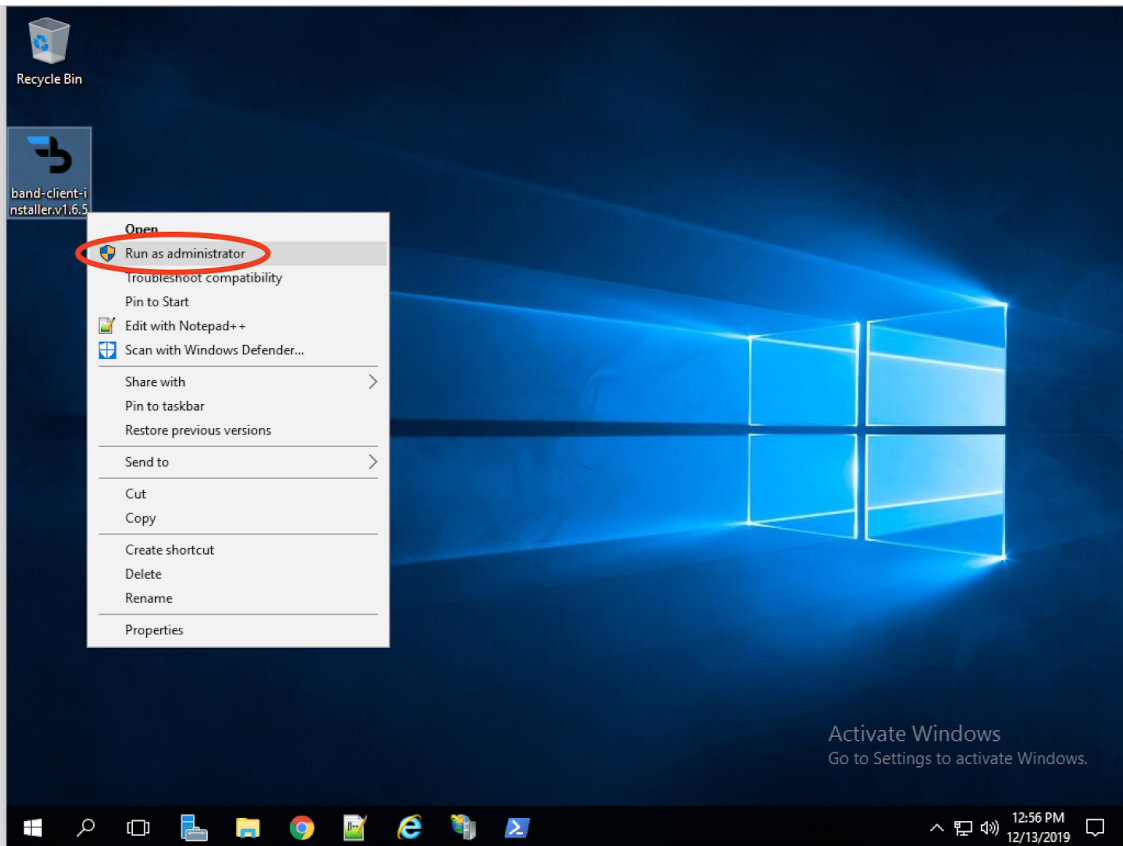 Recycle Bin
band-client-i
nstaller.v1.6.5
Open
Run as administrator
Troubleshoot compatibility
Pin to Start
Edit with Notepad++
Scan with Windows Defender...
Share with
Pin to taskbar
Restore previous versions
Send to
Cut
Copy
Create shortcut
Delete
Rename
Properties
Activate Windows
Go to Settings to activate Windows.
12:56 PM
12/13/2019